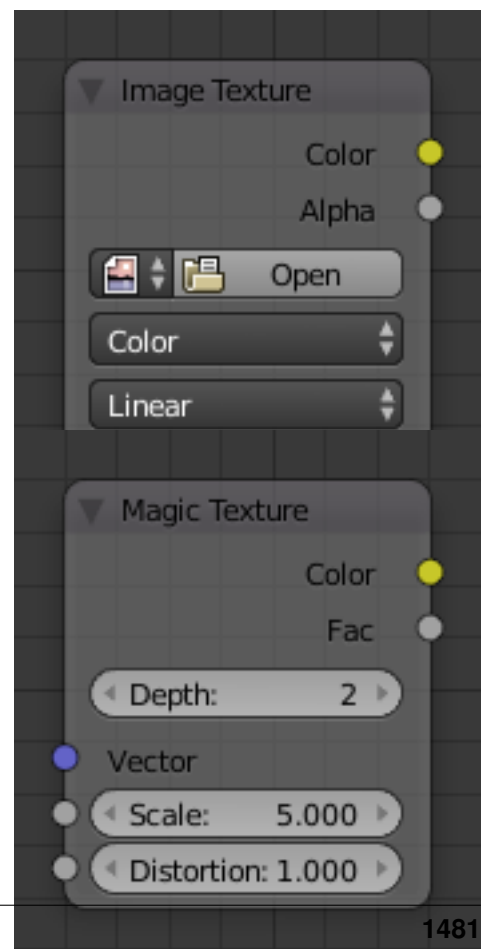 Image Texture
Color
Alpha
Open
Color
Linear
Magic Texture
Color
Fac
Depth: 2
Vector
Scale: 5.000
Distortion: 1.000
1481